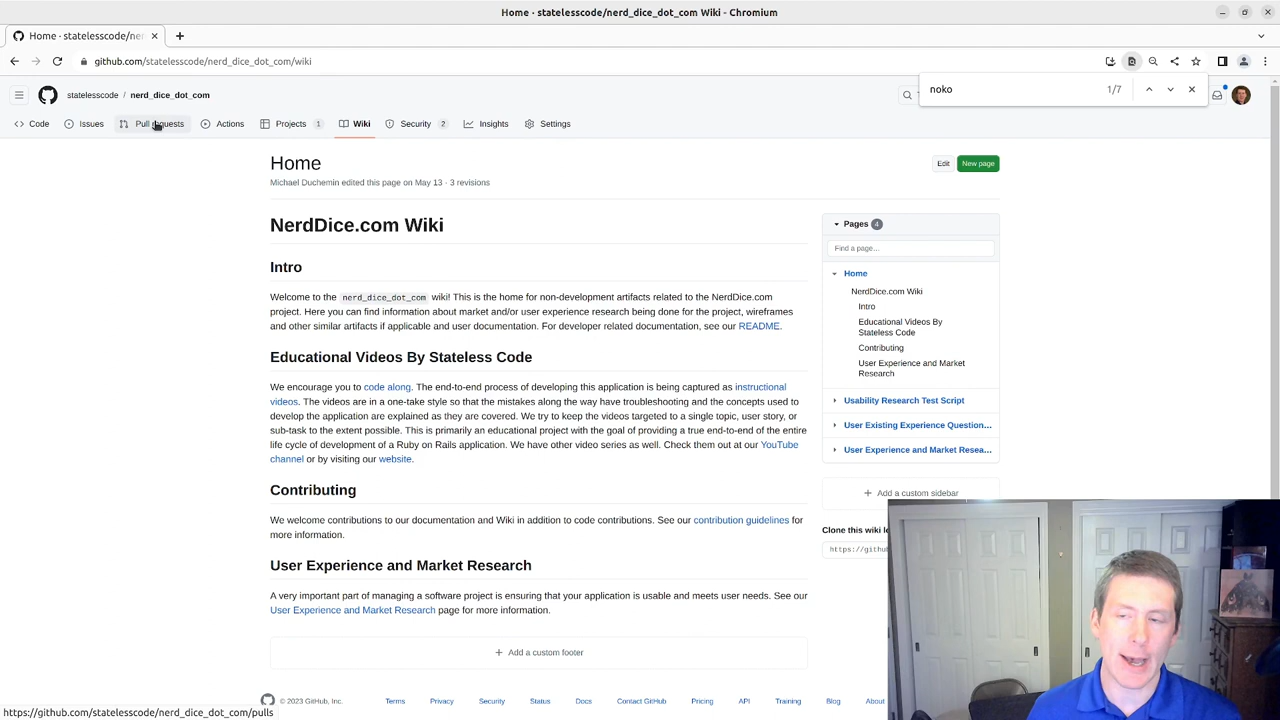 Home - statelesscode/nerd_dice_dot_com Wiki - Chromium
Home · statelesscode/ner
github.com/statelesscode/nerd_dice_dot_com/wiki
noko 1/7
statelesscode / nerd_dice_dot_com
Code Issues Pull requests Actions Projects 1 Wiki Security 2 Insights Settings
Home
Edit New page
Michael Duchemin edited this page on May 13 · 3 revisions
NerdDice.com Wiki
Intro
Welcome to the nerd_dice_dot_com wiki! This is the home for non-development artifacts related to the NerdDice.com
project. Here you can find information about market and/or user experience research being done for the project, wireframes
and other similar artifacts if applicable and user documentation. For developer related documentation, see our README.
Educational Videos By Stateless Code
We encourage you to code along. The end-to-end process of developing this application is being captured as instructional
videos. The videos are in a one-take style so that the mistakes along the way have troubleshooting and the concepts used to
develop the application are explained as they are covered. We try to keep the videos targeted to a single topic, user story, or
sub-task to the extent possible. This is primarily an educational project with the goal of providing a true end-to-end of the entire
life cycle of development of a Ruby on Rails application. We have other video series as well. Check them out at our YouTube
channel or by visiting our website.
Contributing
We welcome contributions to our documentation and Wiki in addition to code contributions. See our contribution guidelines for
more information.
User Experience and Market Research
A very important part of managing a software project is ensuring that your application is usable and meets user needs. See our
User Experience and Market Research page for more information.
+ Add a custom footer
Pages 4
Find a page…
Home
NerdDice.com Wiki
Intro
Educational Videos By
Stateless Code
Contributing
User Experience and Market
Research
Usability Research Test Script
User Existing Experience Question…
User Experience and Market Resea…
+ Add a custom sidebar
Clone this wiki lo
https://githu
© 2023 GitHub, Inc. Terms Privacy Security Status Docs Contact GitHub Pricing API Training Blog About
https://github.com/statelesscode/nerd_dice_dot_com/pulls